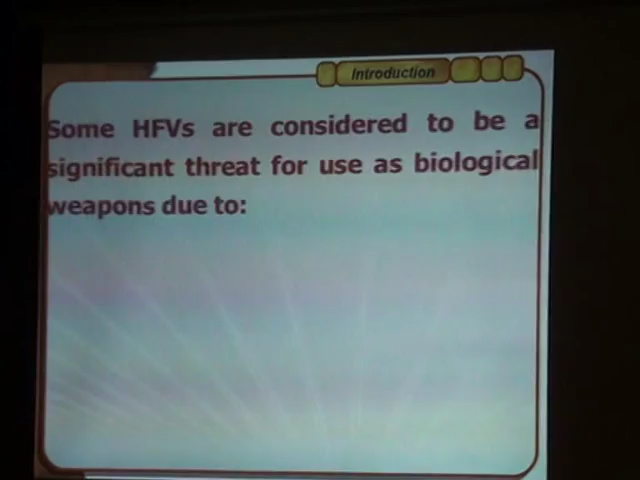 Introduction
Some HFVs are considered to be a
significant threat for use as biological
weapons due to: